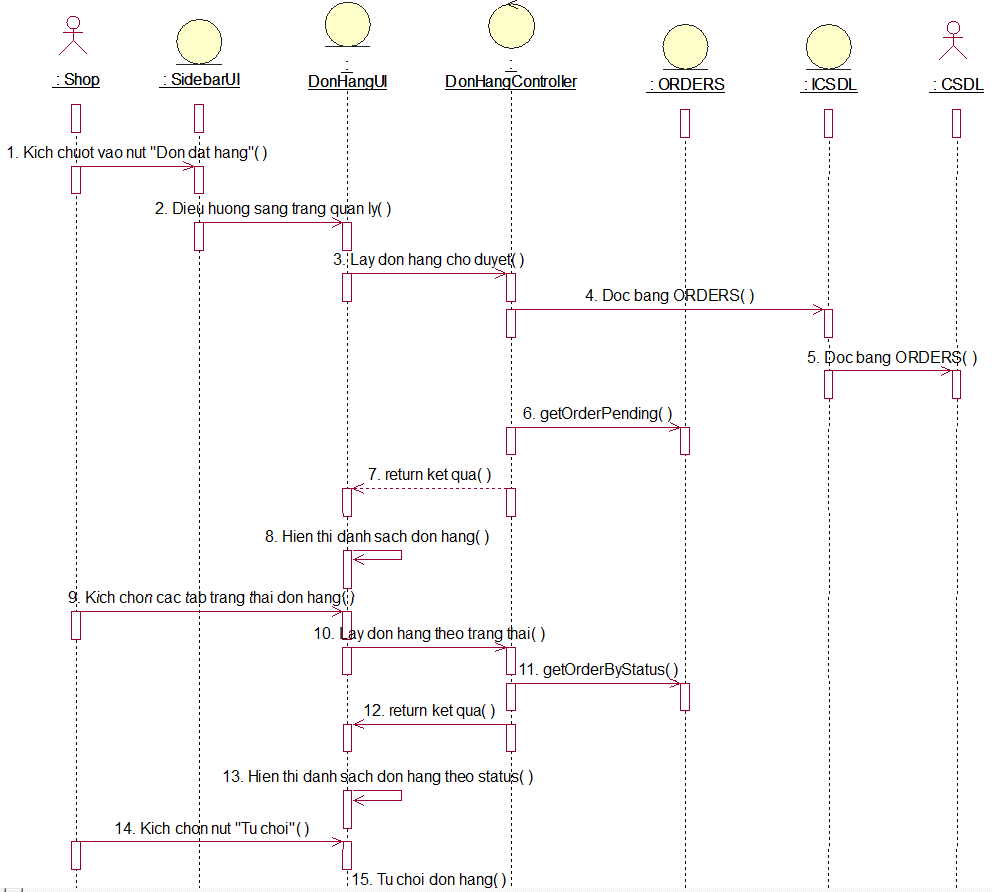 : Shop
: SidebarUI
:
DonHangUI
:
DonHangController
: ORDERS
: ICSDL
: CSDL
1. Kich chuot vao nut "Don dat hang"( )
2. Dieu huong sang trang quan ly( )
3. Lay don hang cho duyet( )
4. Doc bang ORDERS( )
5. Doc bang ORDERS( )
6. getOrderPending( )
7. return ket qua( )
8. Hien thi danh sach don hang( )
9. Kich chon cac tab trang thai don hang( )
10. Lay don hang theo trang thai( )
11. getOrderByStatus( )
12. return ket qua( )
13. Hien thi danh sach don hang theo status( )
14. Kich chon nut "Tu choi"( )
15. Tu choi don hang( )